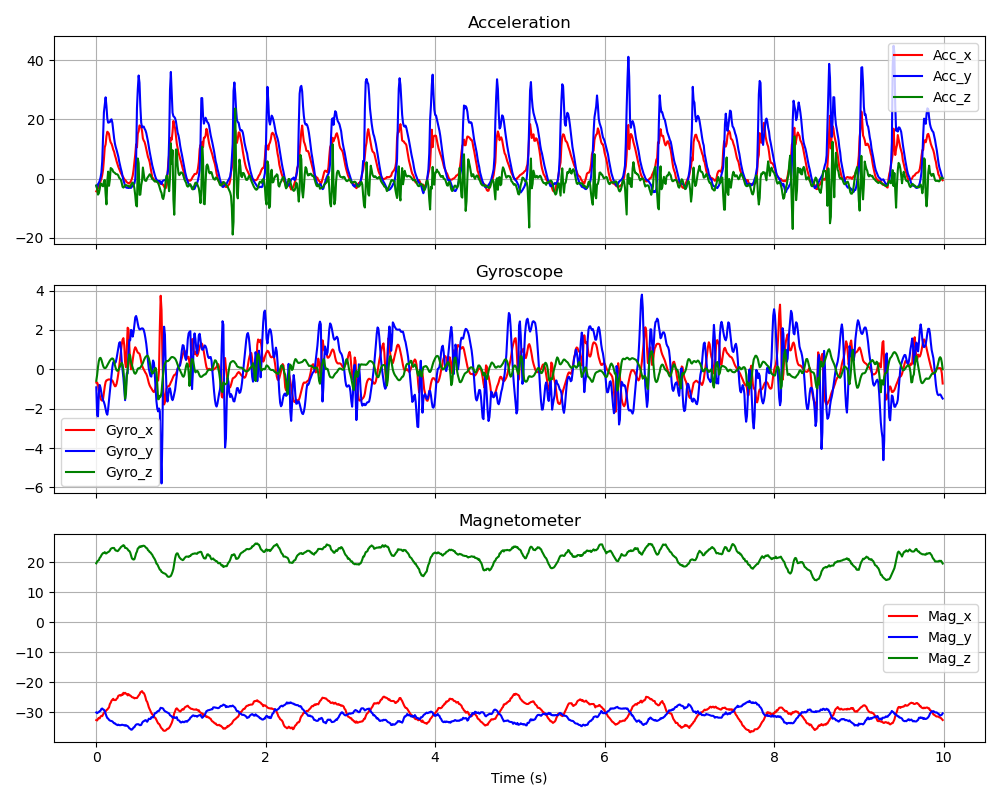 Acceleration
40
20
0
−20
Acc_x
Acc_y
Acc_z
Gyroscope
4
2
0
−2
−4
−6
Gyro_x
Gyro_y
Gyro_z
Magnetometer
20
10
0
−10
−20
−30
Mag_x
Mag_y
Mag_z
0 2 4 6 8 10
Time (s)